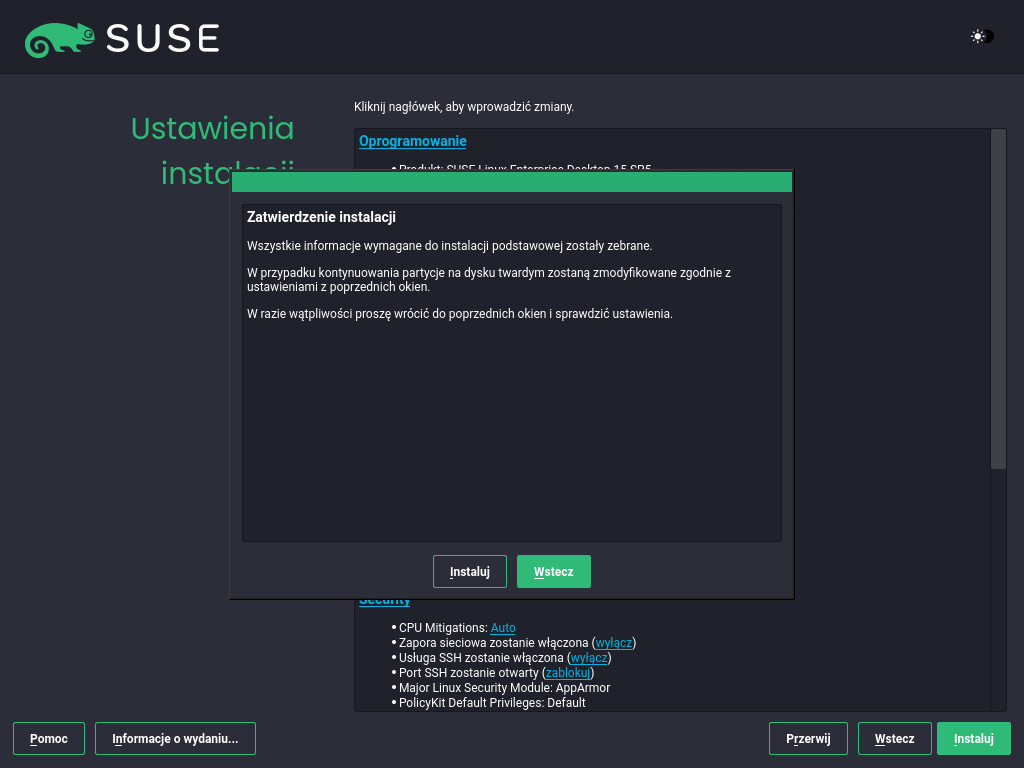 SUSE
Ustawienia
instalacji
Kliknij nagłówek, aby wprowadzić zmiany.
Oprogramowanie
• Produkt: SUSE Linux Enterprise Desktop 15 SP5
Zatwierdzenie instalacji
Wszystkie informacje wymagane do instalacji podstawowej zostały zebrane.
W przypadku kontynuowania partycje na dysku twardym zostaną zmodyfikowane zgodnie z
ustawieniami z poprzednich okien.
W razie wątpliwości proszę wrócić do poprzednich okien i sprawdzić ustawienia.
Instaluj
Wstecz
Security
• CPU Mitigations: Auto
• Zapora sieciowa zostanie włączona (wyłącz)
• Usługa SSH zostanie włączona (wyłącz)
• Port SSH zostanie otwarty (zablokuj)
• Major Linux Security Module: AppArmor
• PolicyKit Default Privileges: Default
Pomoc
Informacje o wydaniu...
Przerwij
Wstecz
Instaluj